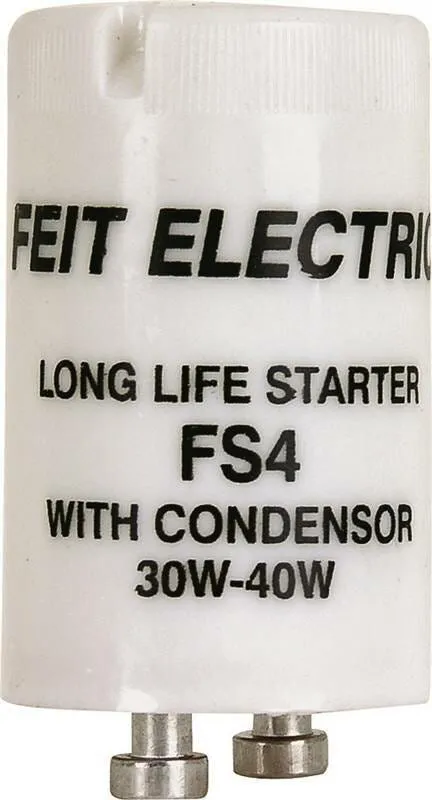 FEIT ELECTRIC
LONG LIFE STARTER
FS4
WITH CONDENSOR
30W-40W